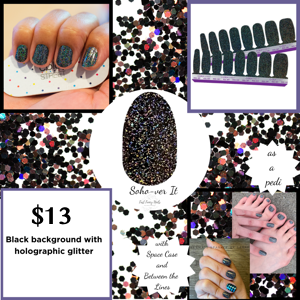 Soho-ver It
as
a
pedi
$13
Black background with
holographic glitter
with
Space Case
and
Between the
Lines